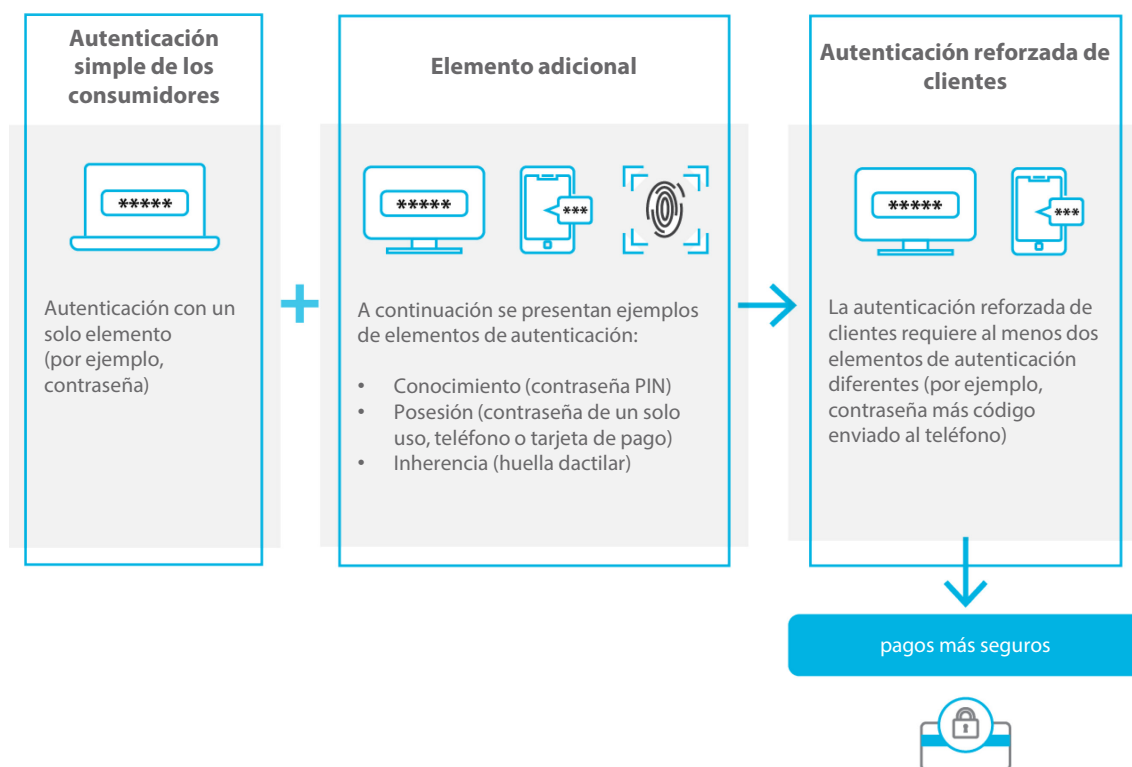 Autenticación
simple de los
consumidores
*****
Autenticación con un
solo elemento
(por ejemplo,
contraseña)
+
Elemento adicional
*****
***
A continuación se presentan ejemplos
de elementos de autenticación:
• Conocimiento (contraseña PIN)
• Posesión (contraseña de un solo
uso, teléfono o tarjeta de pago)
• Inherencia (huella dactilar)
Autenticación reforzada de
clientes
*****
***
La autenticación reforzada de
clientes requiere al menos dos
elementos de autenticación
diferentes (por ejemplo,
contraseña más código
enviado al teléfono)
pagos más seguros